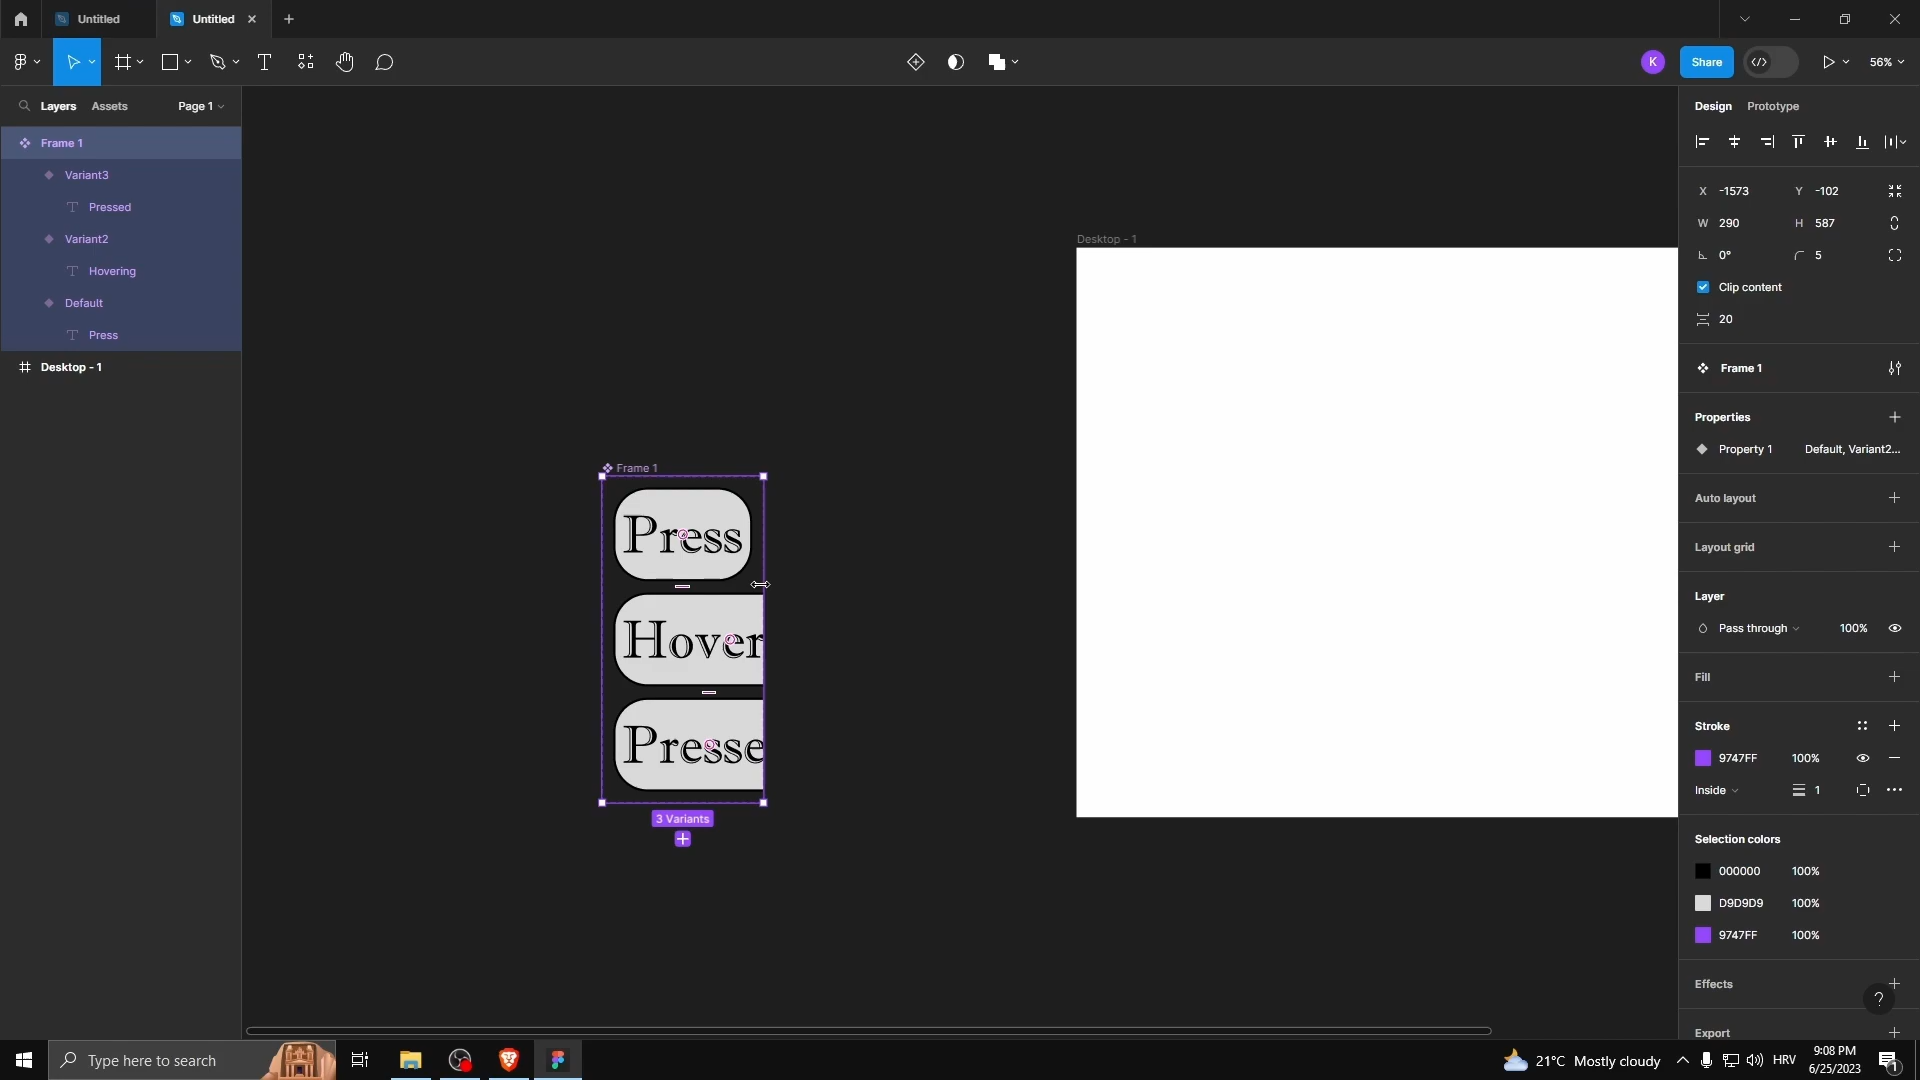 Untitled
Untitled
Share
56%
K
Layers
Assets
Page 1
Design
Prototype
Frame 1
Variant3
Pressed
Variant2
Hovering
Default
Press
Desktop - 1
Desktop - 1
Frame 1
Press
Hover
Presse
3 Variants
X -1573 Y -102
W 290 H 587
0° 5
Clip content
20
Frame 1
Properties
Property 1 Default, Variant2...
Auto layout
Layout grid
Layer
Pass through 100%
Fill
Stroke
9747FF 100%
Inside 1
Selection colors
000000 100%
D9D9D9 100%
9747FF 100%
Effects
?
Export
Type here to search
21°C Mostly cloudy
HRV
9:08 PM
6/25/2023
1